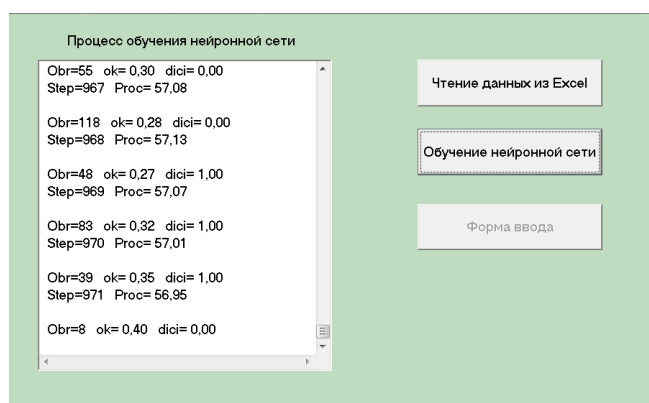 Процесс обучения нейронной сети
Obr=55 ok= 0,30 dici= 0,00
Step=967 Proc= 57,08
Obr=118 ok= 0,28 dici= 0,00
Step=968 Proc= 57,13
Obr=48 ok= 0,27 dici= 1,00
Step=969 Proc= 57,07
Obr=83 ok= 0,32 dici= 1,00
Step=970 Proc= 57,01
Obr=39 ok= 0,35 dici= 1,00
Step=971 Proc= 56,95
Obr=8 ok= 0,40 dici= 0,00
Чтение данных из Excel
Обучение нейронной сети
Форма ввода